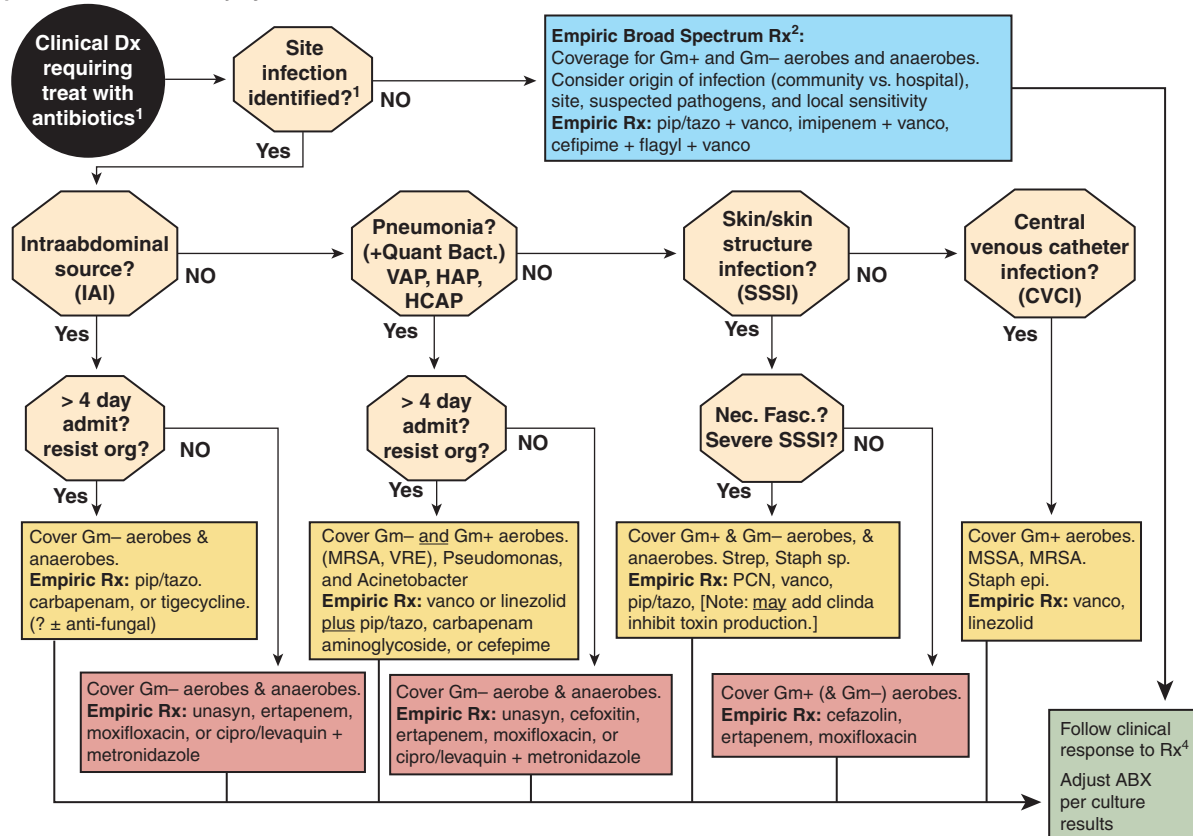 Clinical Dx
requiring
treat with
antibiotics1
Site
infection
identified?1
NO
Yes
Empiric Broad Spectrum Rx2:
Coverage for Gm+ and Gm– aerobes and anaerobes.
Consider origin of infection (community vs. hospital),
site, suspected pathogens, and local sensitivity
Empiric Rx: pip/tazo + vanco, imipenem + vanco,
cefipime + flagyl + vanco
Intraabdominal
source?
(IAI)
NO
Yes
Pneumonia?
(+Quant Bact.)
VAP, HAP,
HCAP
NO
Yes
Skin/skin
structure
infection?
(SSSI)
NO
Yes
Central
venous catheter
infection?
(CVCI)
Yes
> 4 day
admit?
resist org?
NO
Yes
> 4 day
admit?
resist org?
NO
Yes
Nec. Fasc.?
Severe SSSI?
NO
Yes
Cover Gm– aerobes &
anaerobes.
Empiric Rx: pip/tazo.
carbapenam, or tigecycline.
(? ± anti-fungal)
Cover Gm– and Gm+ aerobes.
(MRSA, VRE), Pseudomonas,
and Acinetobacter
Empiric Rx: vanco or linezolid
plus pip/tazo, carbapenam
aminoglycoside, or cefepime
Cover Gm+ & Gm– aerobes, &
anaerobes. Strep, Staph sp.
Empiric Rx: PCN, vanco,
pip/tazo, [Note: may add clinda
inhibit toxin production.]
Cover Gm+ aerobes.
MSSA, MRSA.
Staph epi.
Empiric Rx: vanco,
linezolid
Cover Gm– aerobes & anaerobes.
Empiric Rx: unasyn, ertapenem,
moxifloxacin, or cipro/levaquin +
metronidazole
Cover Gm– aerobe & anaerobes.
Empiric Rx: unasyn, cefoxitin,
ertapenem, moxifloxacin, or
cipro/levaquin + metronidazole
Cover Gm+ (& Gm–) aerobes.
Empiric Rx: cefazolin,
ertapenem, moxifloxacin
Follow clinical
response to Rx4
Adjust ABX
per culture
results